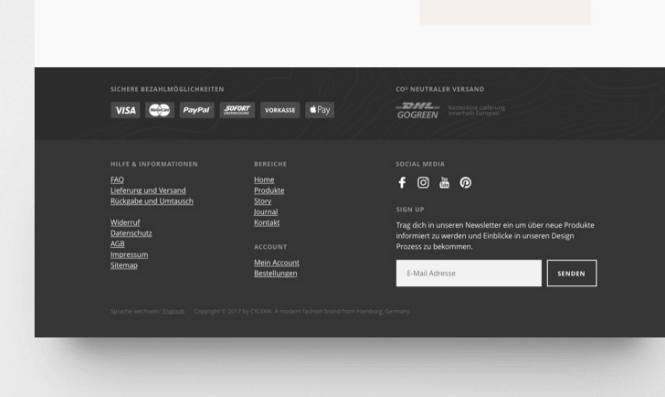 SICHERE BEZAHLMÖGLICHKEITEN
VISA MasterCard PayPal SOFORT ÜBERWEISUNG VORKASSE Pay
CO² NEUTRALER VERSAND
DHL
GOGREEN
kostenlose Lieferung
innerhalb Europas!
HILFE & INFORMATIONEN
FAQ
Lieferung und Versand
Rückgabe und Umtausch
Widerruf
Datenschutz
AGB
Impressum
Sitemap
BEREICHE
Home
Produkte
Story
Journal
Kontakt
ACCOUNT
Mein Account
Bestellungen
SOCIAL MEDIA
You Tube
SIGN UP
Trag dich in unseren Newsletter ein um über neue Produkte
informiert zu werden und Einblicke in unseren Design
Prozess zu bekommen.
E-Mail Adresse
SENDEN
Sprache wechseln: Englisch Copyright © 2017 by A modern fashion brand from Hamburg, Germany.